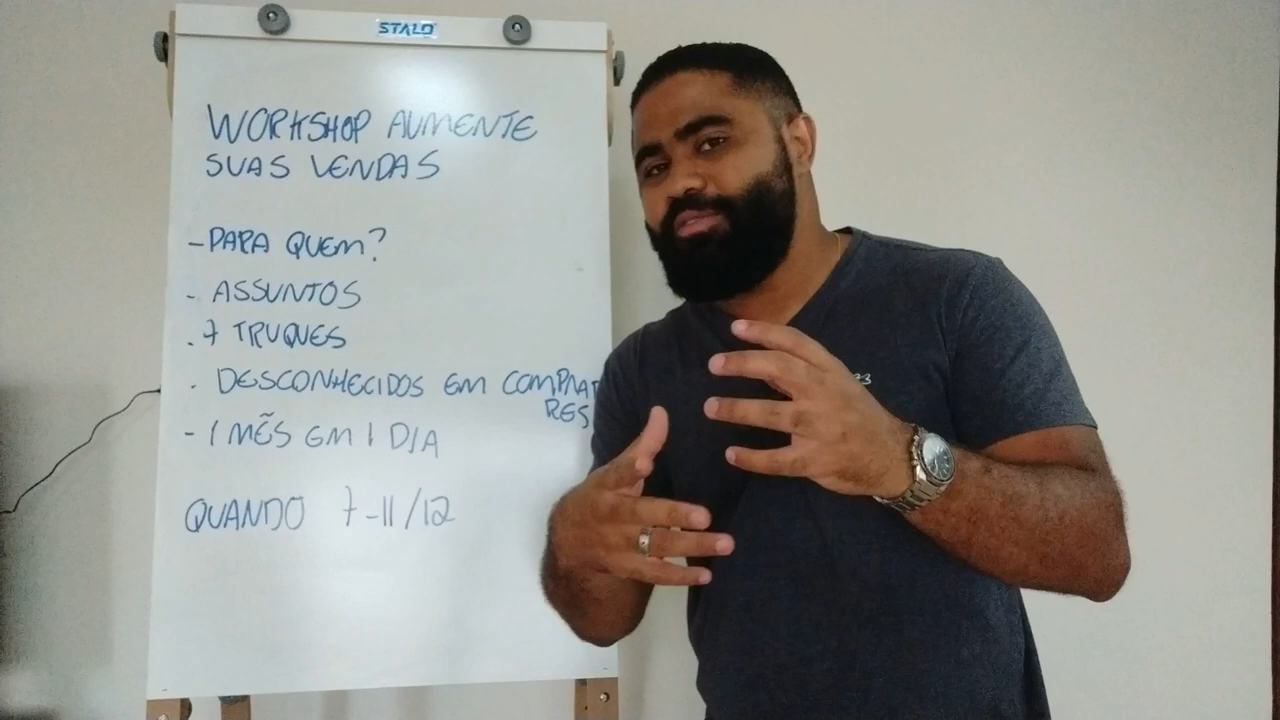 STALO
WORKSHOP AUMENTE
SUAS VENDAS
- PARA QUEM?
- ASSUNTOS
. 7 TRUQUES
. DESCONHECIDOS EM COMPRAD
RES
- 1 MÊS EM 1 DIA
QUANDO 7-11/12